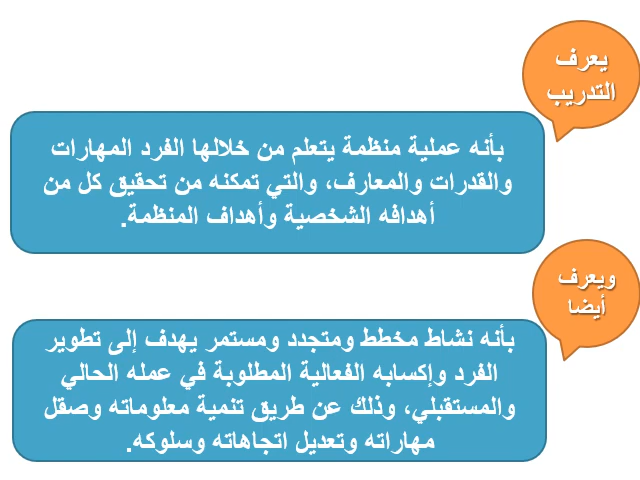 يعرف
التدريب
بأنه عملية منظمة يتعلم من خلالها الفرد المهارات
والقدرات والمعارف، والتي تمكنه من تحقيق كل من
أهدافه الشخصية وأهداف المنظمة.
ويعرف
أيضا
بأنه نشاط مخطط ومتجدد ومستمر يهدف إلى تطوير
الفرد وإكسابه الفعالية المطلوبة في عمله الحالي
والمستقبلي، وذلك عن طريق تنمية معلوماته وصقل
مهاراته وتعديل اتجاهاته وسلوكه.